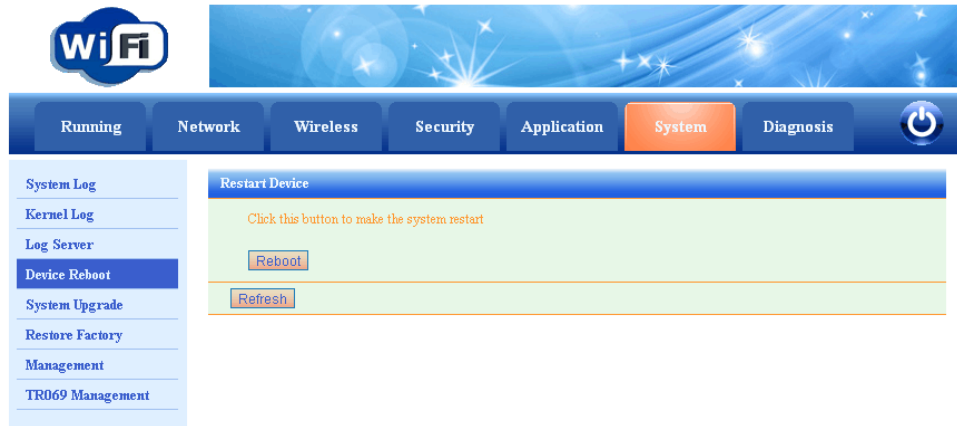 WiFi
Running Network Wireless Security Application System Diagnosis
System Log
Kernel Log
Log Server
Device Reboot
System Upgrade
Restore Factory
Management
TR069 Management
Restart Device
Click this button to make the system restart
Reboot
Refresh